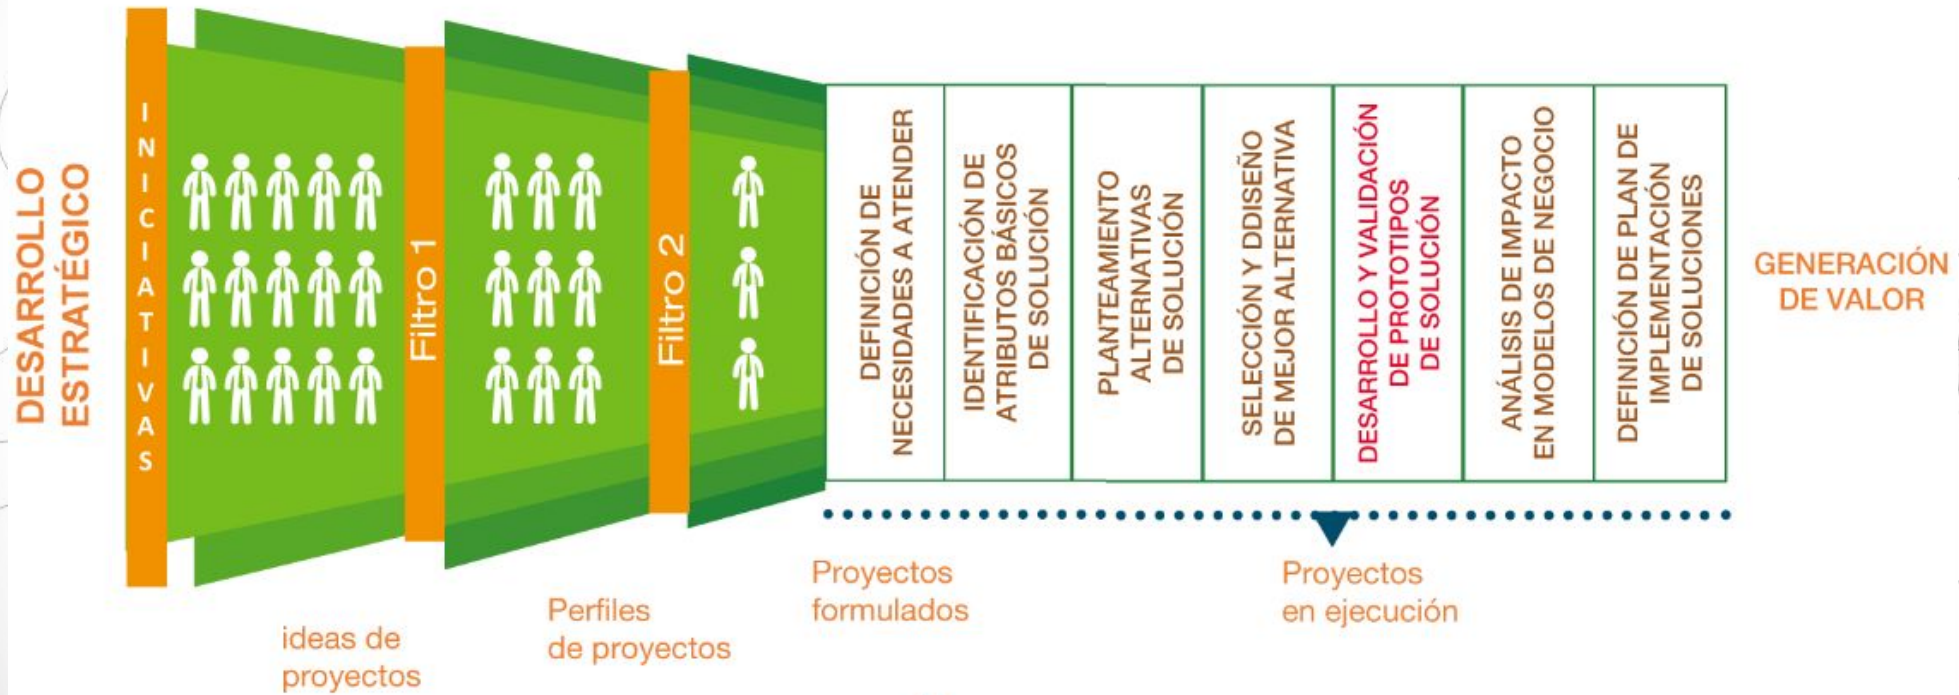 DESARROLLO
ESTRATÉGICO
INICIATIVAS
Filtro 1
Filtro 2
DEFINICIÓN DE
NECESIDADES A ATENDER
IDENTIFICACIÓN DE
ATRIBUTOS BÁSICOS
DE SOLUCIÓN
PLANTEAMIENTO
ALTERNATIVAS
DE SOLUCIÓN
SELECCIÓN Y DDISEÑO
DE MEJOR ALTERNATIVA
DESARROLLO Y VALIDACIÓN
DE PROTOTIPOS
DE SOLUCIÓN
ANÁLISIS DE IMPACTO
EN MODELOS DE NEGOCIO
DEFINICIÓN DE PLAN DE
IMPLEMENTACIÓN
DE SOLUCIONES
GENERACIÓN
DE VALOR
ideas de
proyectos
Perfiles
de proyectos
Proyectos
formulados
Proyectos
en ejecución